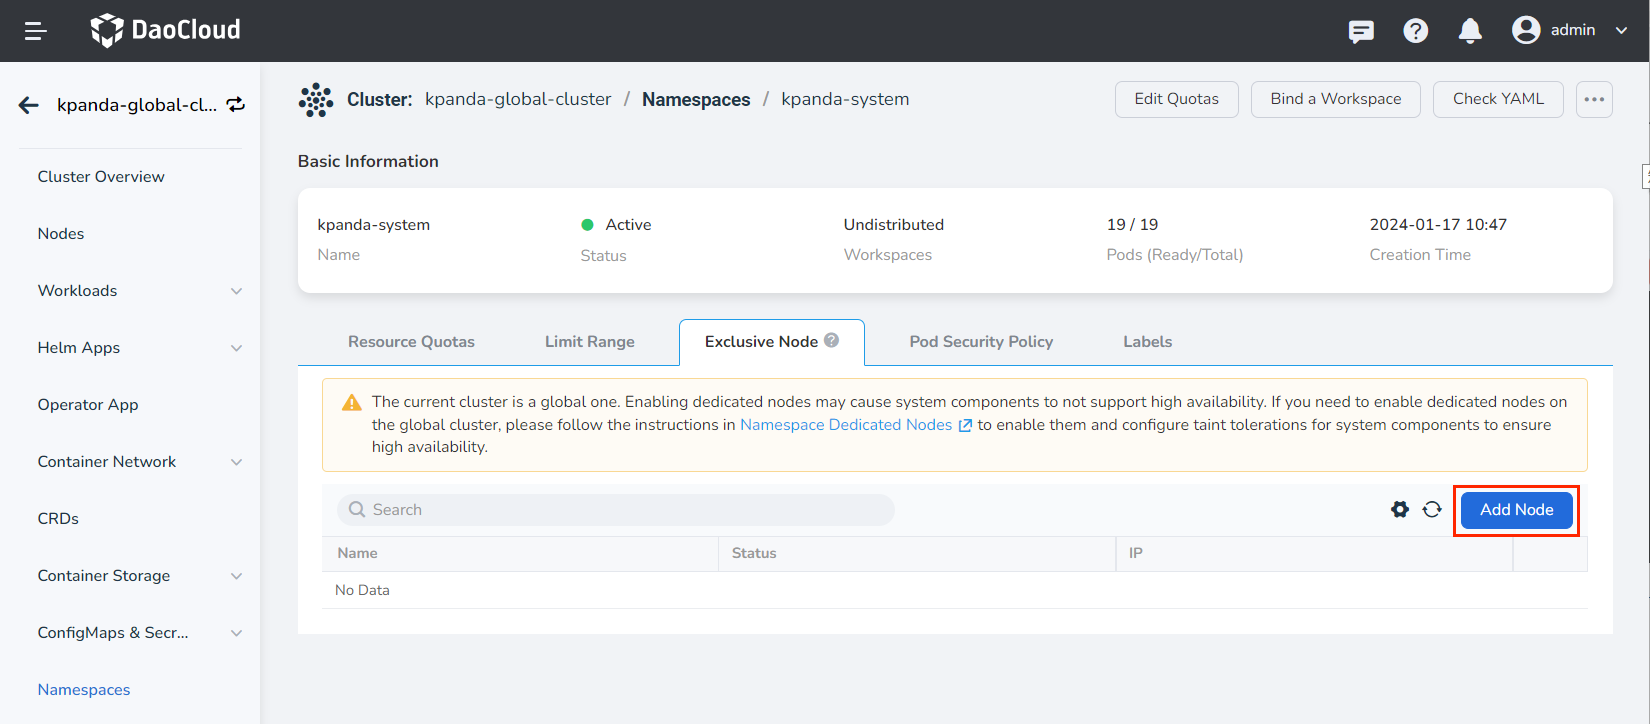 DaoCloud
admin
kpanda-global-cl...
Cluster: kpanda-global-cluster / Namespaces / kpanda-system
Edit Quotas
Bind a Workspace
Check YAML
Cluster Overview
Nodes
Workloads
Helm Apps
Operator App
Container Network
CRDs
Container Storage
ConfigMaps & Secr...
Namespaces
Basic Information
kpanda-system
Active
Undistributed
19 / 19
2024-01-17 10:47
Name
Status
Workspaces
Pods (Ready/Total)
Creation Time
Resource Quotas
Limit Range
Exclusive Node
Pod Security Policy
Labels
The current cluster is a global one. Enabling dedicated nodes may cause system components to not support high availability. If you need to enable dedicated nodes on
the global cluster, please follow the instructions in Namespace Dedicated Nodes to enable them and configure taint tolerations for system components to ensure
high availability.
Search
Add Node
Name
Status
IP
No Data